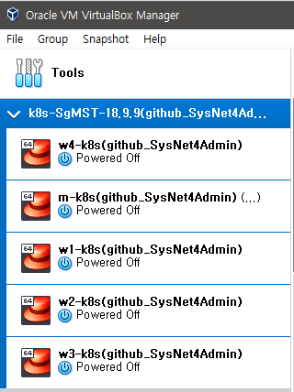 Oracle VM VirtualBox Manager
File Group Snapshot Help
Tools
k8s-SgMST-18,9,9(github_SysNet4Ad...
64
w4-k8s(github_SysNet4Admin)
Powered Off
64
m-k8s(github_SysNet4Admin) (...)
Powered Off
64
w1-k8s(github_SysNet4Admin)
Powered Off
64
w2-k8s(github_SysNet4Admin)
Powered Off
64
w3-k8s(github_SysNet4Admin)
Powered Off